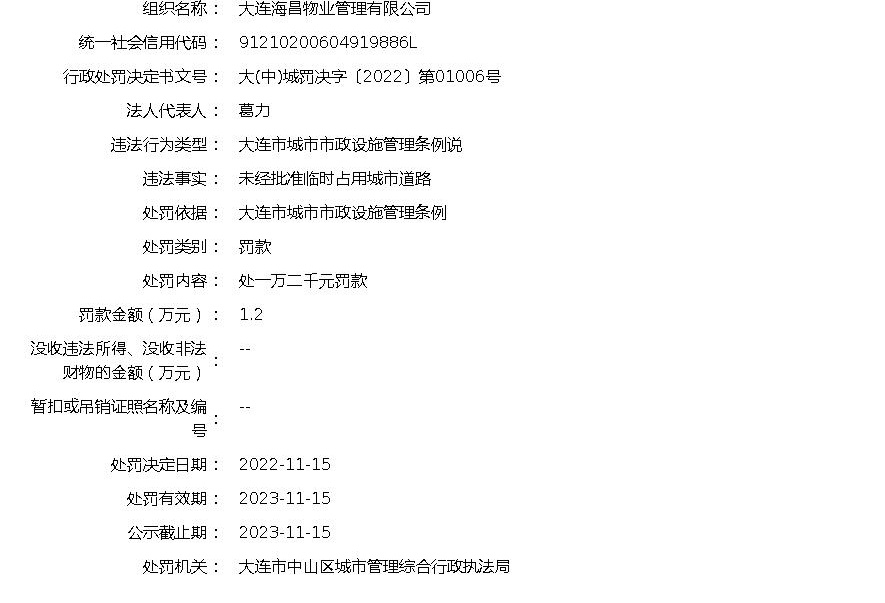 组织名称： 大连海昌物业管理有限公司
统一社会信用代码： 91210200604919886L
行政处罚决定书文号： 大(中)城罚决字〔2022〕第01006号
法人代表人： 葛力
违法行为类型： 大连市城市市政设施管理条例说
违法事实： 未经批准临时占用城市道路
处罚依据： 大连市城市市政设施管理条例
处罚类别： 罚款
处罚内容： 处一万二千元罚款
罚款金额（万元）： 1.2
没收违法所得、没收非法
财物的金额（万元）： --
暂扣或吊销证照名称及编
号： --
处罚决定日期： 2022-11-15
处罚有效期： 2023-11-15
公示截止期： 2023-11-15
处罚机关： 大连市中山区城市管理综合行政执法局